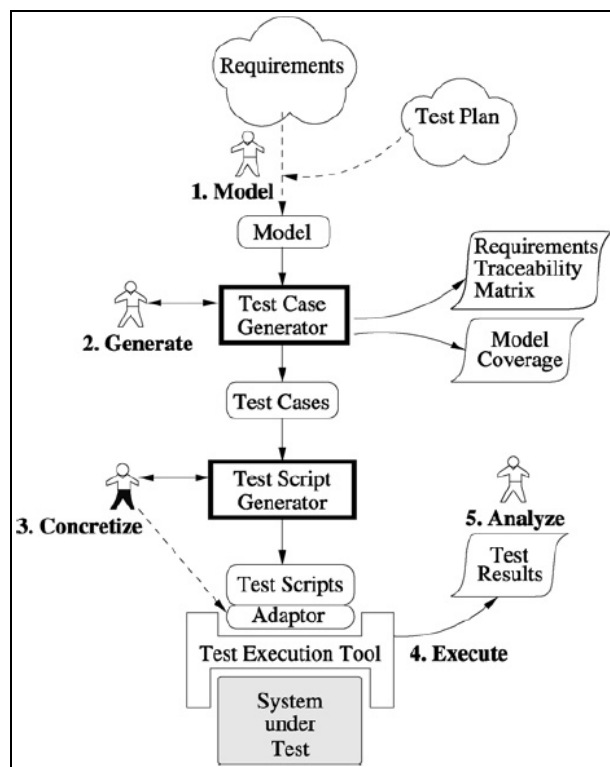 Requirements
Test Plan
1. Model
Model
Requirements
Traceability
Matrix
Test Case
Generator
2. Generate
Model
Coverage
Test Cases
Test Script
Generator
3. Concretize
5. Analyze
Test
Results
Test Scripts
Adaptor
Test Execution Tool
4. Execute
System
under
Test